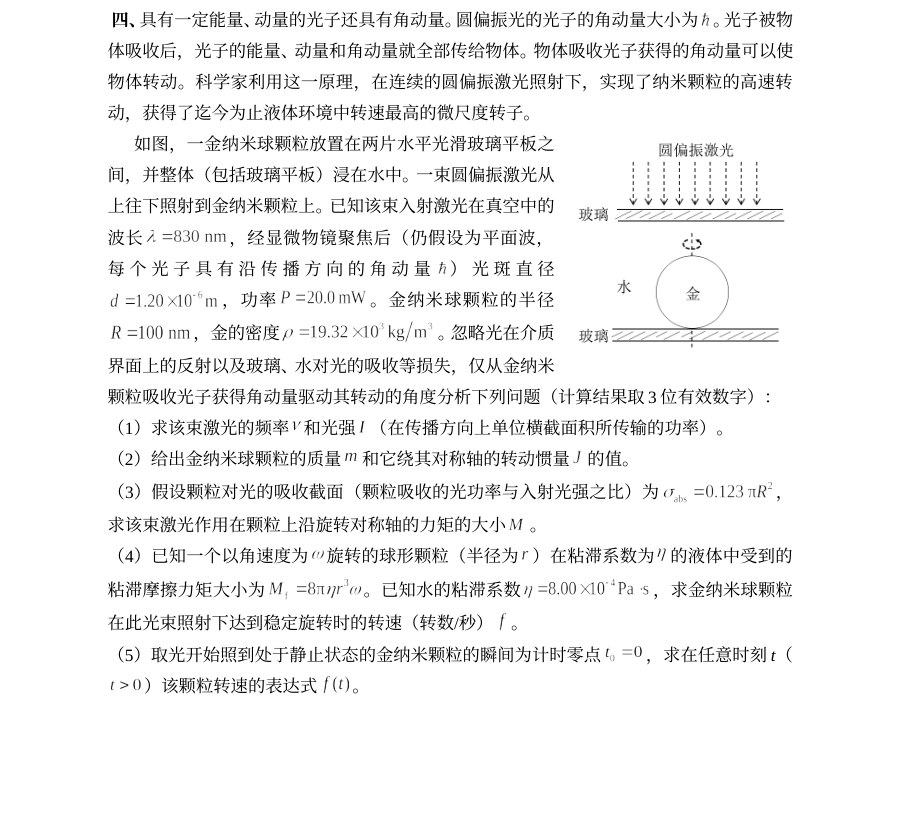 四、具有一定能量、动量的光子还具有角动量。圆偏振光的光子的角动量大小为ℏ。光子被物
体吸收后，光子的能量、动量和角动量就全部传给物体。物体吸收光子获得的角动量可以使
物体转动。科学家利用这一原理，在连续的圆偏振激光照射下，实现了纳米颗粒的高速转
动，获得了迄今为止液体环境中转速最高的微尺度转子。
如图，一金纳米球颗粒放置在两片水平光滑玻璃平板之
间，并整体（包括玻璃平板）浸在水中。一束圆偏振激光从
上往下照射到金纳米颗粒上。已知该束入射激光在真空中的
波长λ=830 nm，经显微物镜聚焦后（仍假设为平面波，
每个光子具有沿传播方向的角动量ℏ）光斑直径
d=1.20×10⁻⁶m，功率P=20.0 mW。金纳米球颗粒的半径
R=100 nm，金的密度ρ=19.32×10³ kg/m³。忽略光在介质
界面上的反射以及玻璃、水对光的吸收等损失，仅从金纳米
颗粒吸收光子获得角动量驱动其转动的角度分析下列问题（计算结果取 3 位有效数字）：
圆偏振激光
玻璃
水
金
玻璃
（1）求该束激光的频率ν和光强I（在传播方向上单位横截面积所传输的功率）。
（2）给出金纳米球颗粒的质量m和它绕其对称轴的转动惯量J的值。
（3）假设颗粒对光的吸收截面（颗粒吸收的光功率与入射光强之比）为σ_abs=0.123πR²，
求该束激光作用在颗粒上沿旋转对称轴的力矩的大小M。
（4）已知一个以角速度为ω旋转的球形颗粒（半径为r）在粘滞系数为η的液体中受到的
粘滞摩擦力矩大小为M_f=8πηr³ω。已知水的粘滞系数η=8.00×10⁻⁴Pa·s，求金纳米球颗粒
在此光束照射下达到稳定旋转时的转速（转数/秒）f。
（5）取光开始照到处于静止状态的金纳米颗粒的瞬间为计时零点t₀=0，求在任意时刻t（
t>0）该颗粒转速的表达式f(t)。